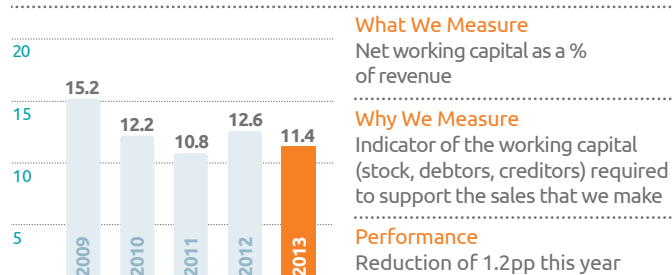 20
15
10
5
15.2
12.2
10.8
12.6
11.4
2009
2010
2011
2012
2013
What We Measure
Net working capital as a %
of revenue
Why We Measure
Indicator of the working capital
(stock, debtors, creditors) required
to support the sales that we make
Performance
Reduction of 1.2pp this year